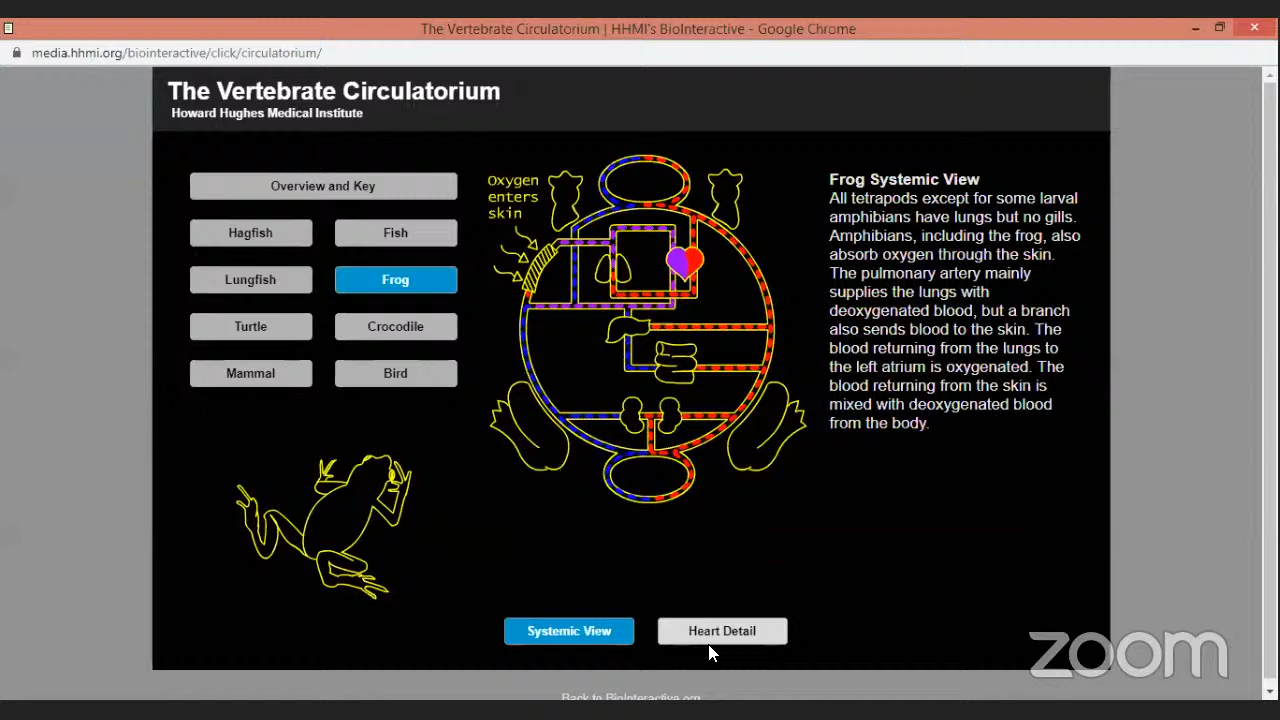 The Vertebrate Circulatorium | HHMI's BioInteractive - Google Chrome
media.hhmi.org/biointeractive/click/circulatorium/
The Vertebrate Circulatorium
Howard Hughes Medical Institute
Overview and Key
Hagfish
Fish
Lungfish
Frog
Turtle
Crocodile
Mammal
Bird
Oxygen
enters
skin
Frog Systemic View
All tetrapods except for some larval
amphibians have lungs but no gills.
Amphibians, including the frog, also
absorb oxygen through the skin.
The pulmonary artery mainly
supplies the lungs with
deoxygenated blood, but a branch
also sends blood to the skin. The
blood returning from the lungs to
the left atrium is oxygenated. The
blood returning from the skin is
mixed with deoxygenated blood
from the body.
Systemic View
Heart Detail
zoom
Back to BioInteractive.org